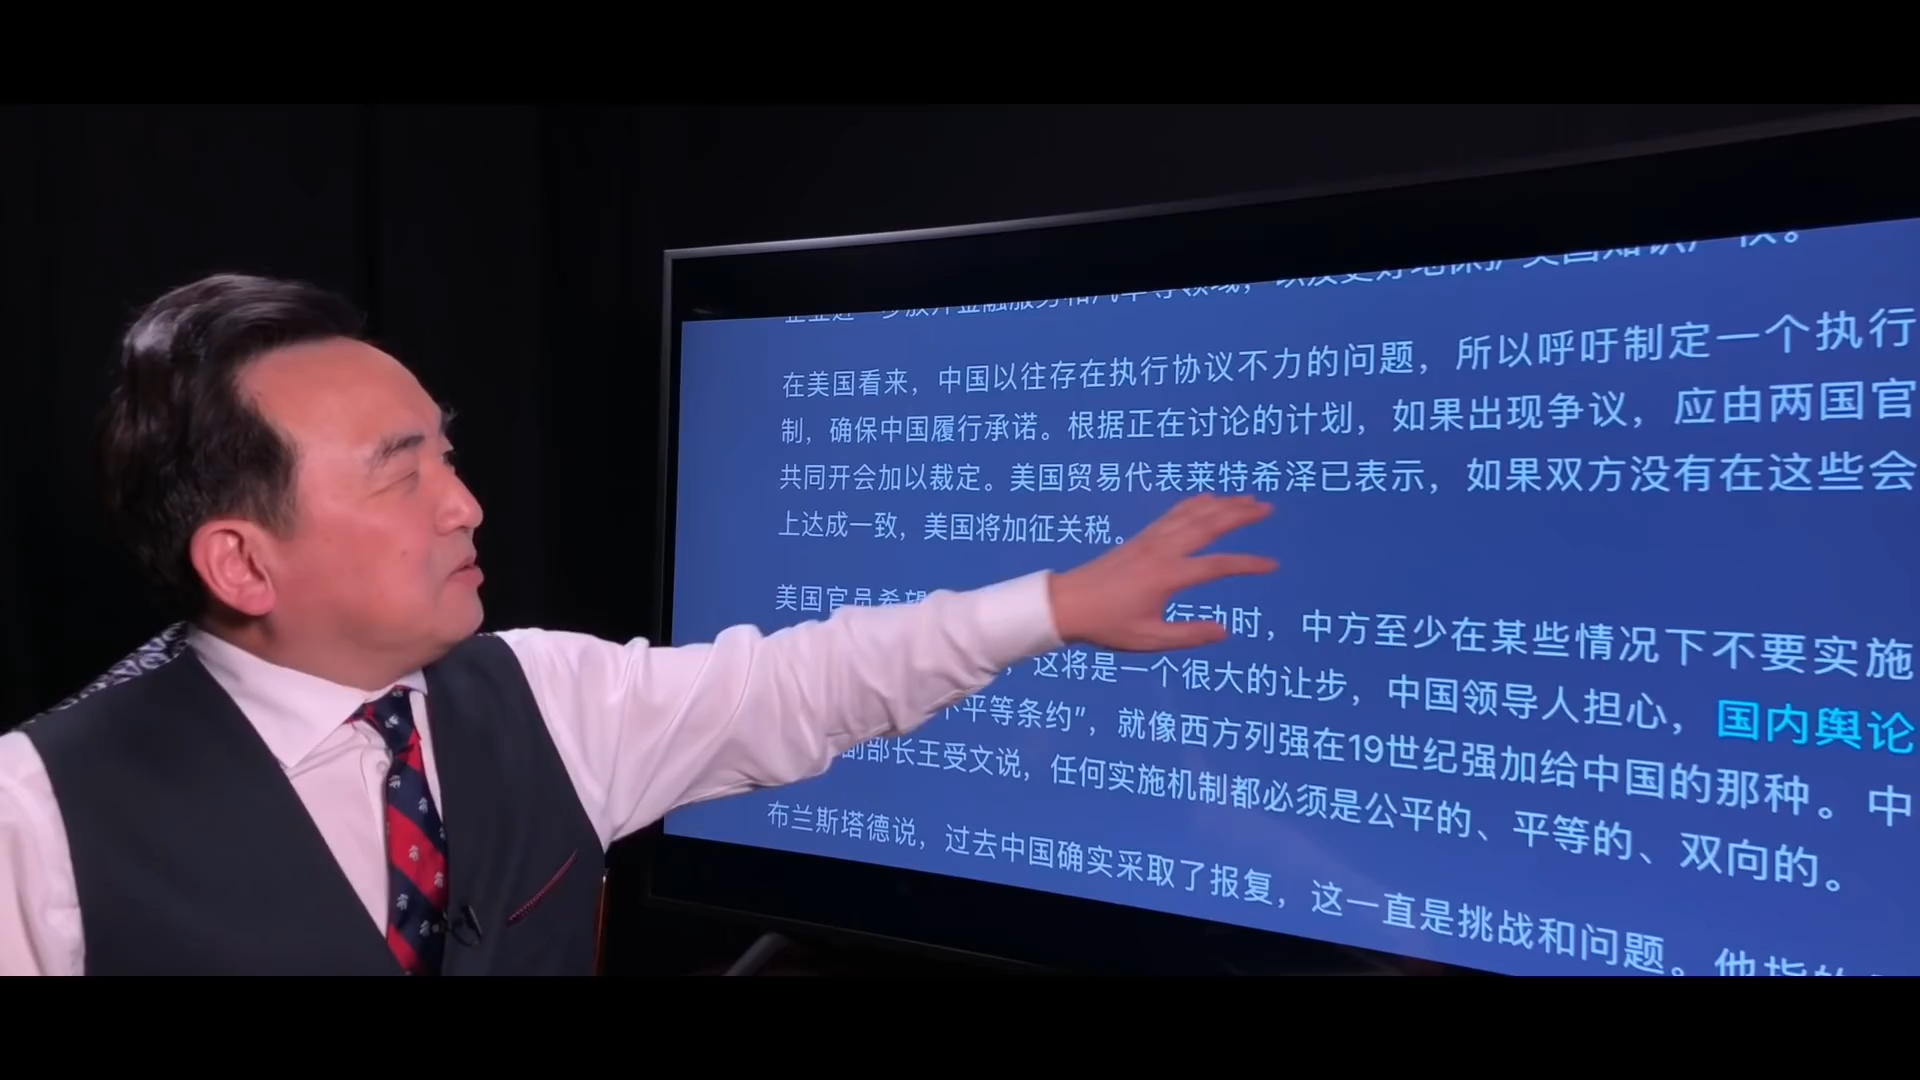 在美国看来，中国以往存在执行协议不力的问题，所以呼吁制定一个执行
制，确保中国履行承诺。根据正在讨论的计划，如果出现争议，应由两国官
共同开会加以裁定。美国贸易代表莱特希泽已表示，如果双方没有在这些会
上达成一致，美国将加征关税。
美国官员希望 行动时，中方至少在某些情况下不要实施
，这将是一个很大的让步，中国领导人担心，国内舆论
不平等条约”，就像西方列强在19世纪强加给中国的那种。中
副部长王受文说，任何实施机制都必须是公平的、平等的、双向的。
布兰斯塔德说，过去中国确实采取了报复，这一直是挑战和问题。他指